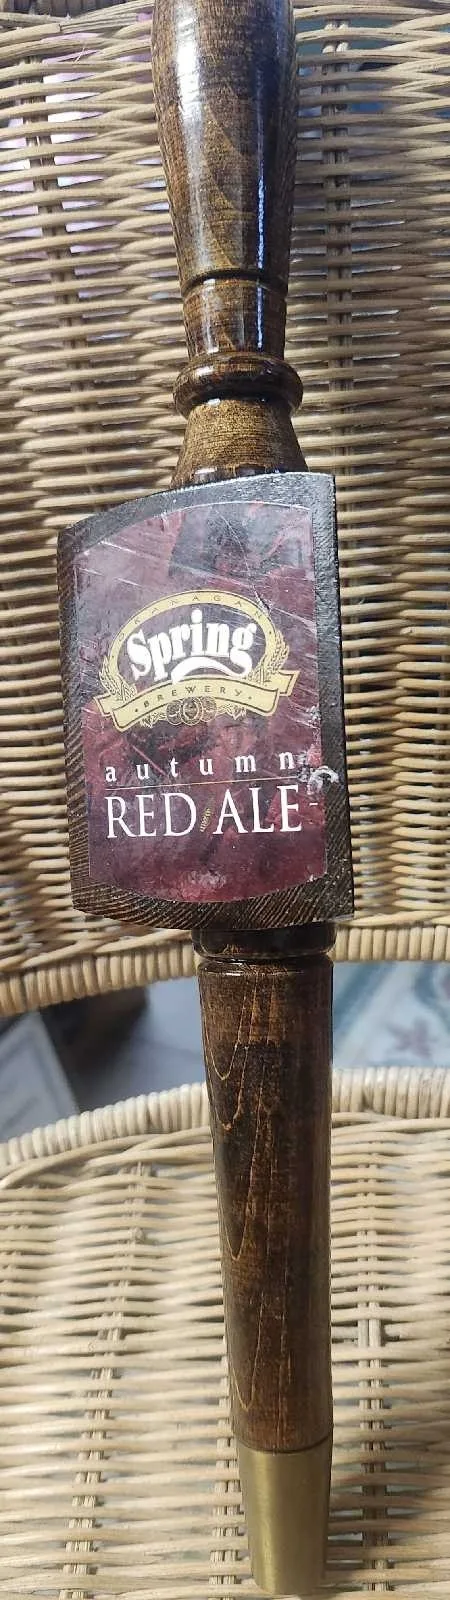 OKANAGAN
Spring
BREWERY
autumn
RED ALE